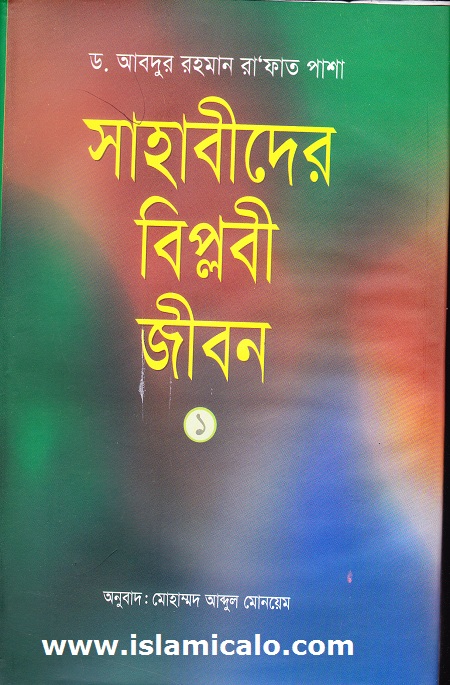 ড. আবদুর রহমান রা‘ফাত পাশা
সাহাবীদের
বিপ্লবী
জীবন
১
অনুবাদ: মোহাম্মদ আব্দুল মোনয়েম
www.islamicalo.com